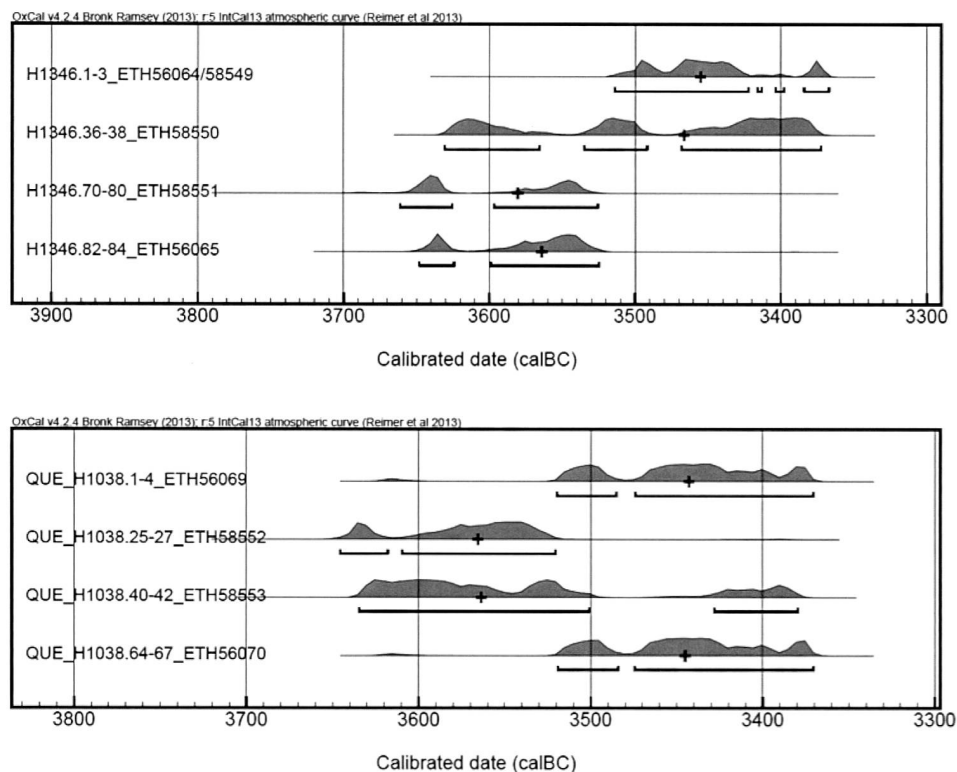 OxCal v4.2.4 Bronk Ramsey (2013); r:5 IntCal13 atmospheric curve (Reimer et al 2013)
H1346.1-3_ETH56064/58549
H1346.36-38_ETH58550
H1346.70-80_ETH58551
H1346.82-84_ETH56065
3900 3800 3700 3600 3500 3400 3300
Calibrated date (calBC)
OxCal v4.2.4 Bronk Ramsey (2013); r:5 IntCal13 atmospheric curve (Reimer et al 2013)
QUE_H1038.1-4_ETH56069
QUE_H1038.25-27_ETH58552
QUE_H1038.40-42_ETH58553
QUE_H1038.64-67_ETH56070
3800 3700 3600 3500 3400 3300
Calibrated date (calBC)